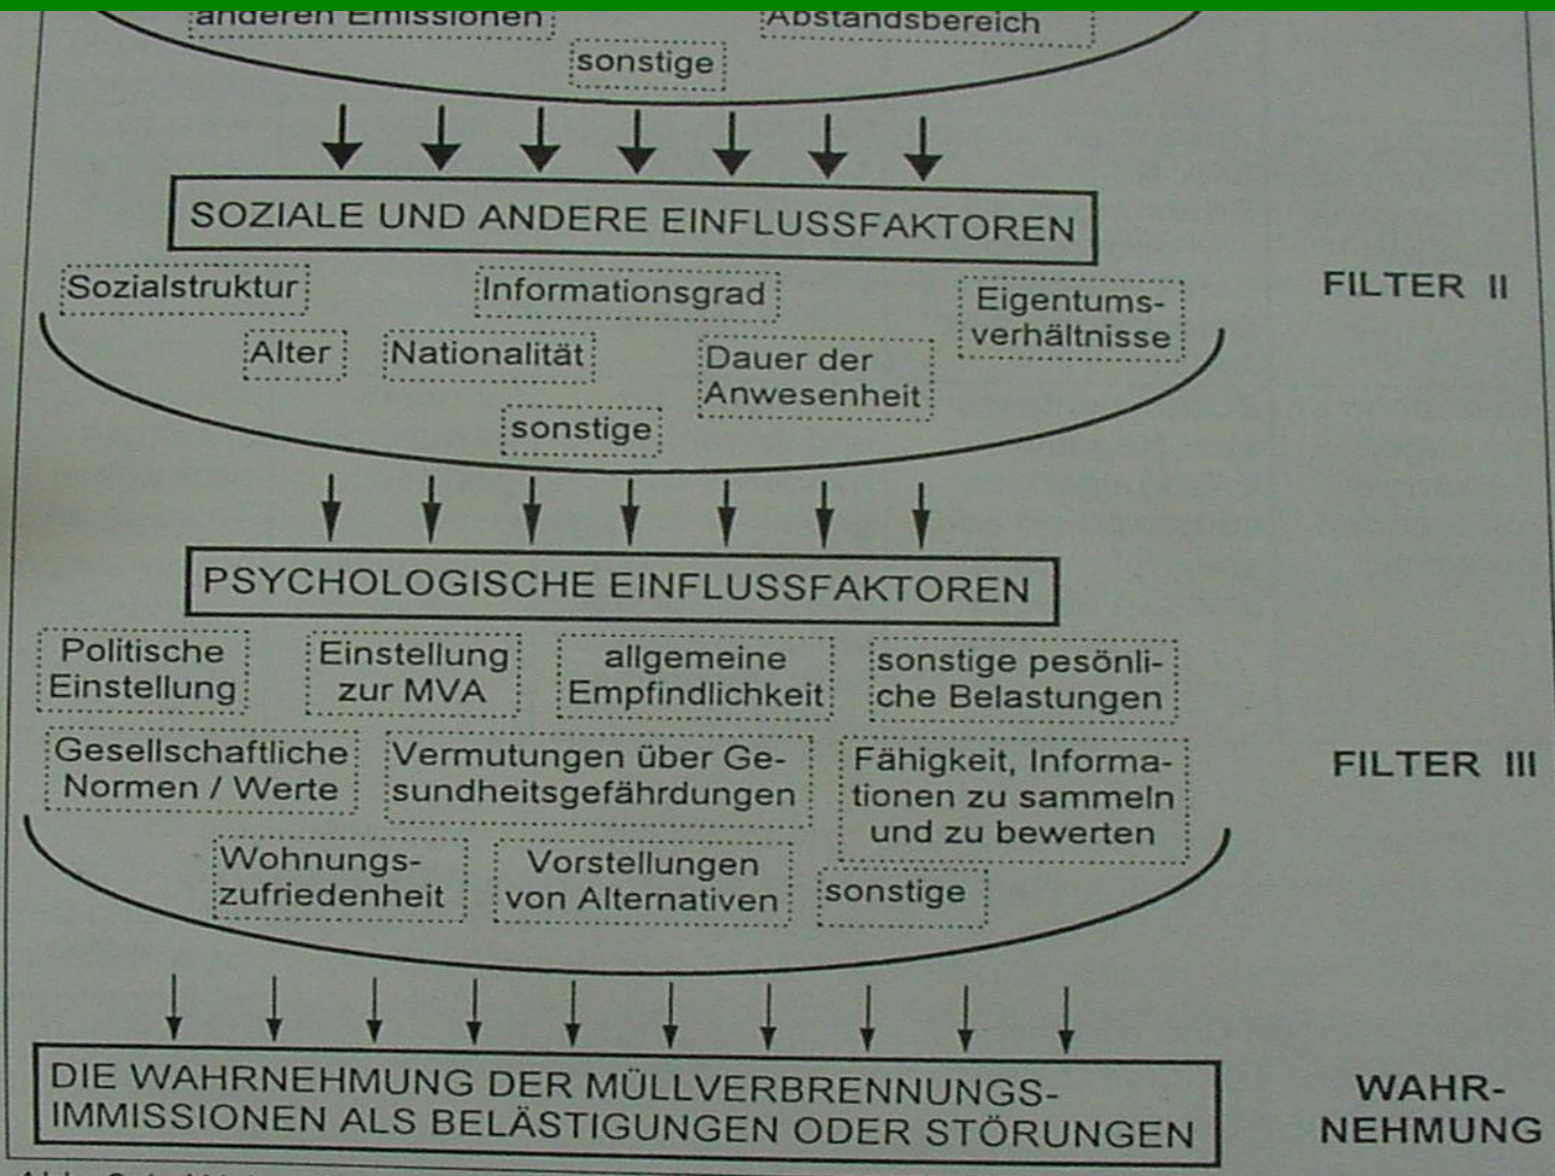 anderen Emissionen
Abstandsbereich
sonstige
SOZIALE UND ANDERE EINFLUSSFAKTOREN
Sozialstruktur
Informationsgrad
Eigentums-
verhältnisse
FILTER II
Alter
Nationalität
Dauer der
Anwesenheit
sonstige
PSYCHOLOGISCHE EINFLUSSFAKTOREN
Politische
Einstellung
Einstellung
zur MVA
allgemeine
Empfindlichkeit
sonstige pesönli-
che Belastungen
Gesellschaftliche
Normen / Werte
Vermutungen über Ge-
sundheitsgefährdungen
Fähigkeit, Informa-
tionen zu sammeln
und zu bewerten
FILTER III
Wohnungs-
zufriedenheit
Vorstellungen
von Alternativen
sonstige
DIE WAHRNEHMUNG DER MÜLLVERBRENNUNGS-
IMMISSIONEN ALS BELÄSTIGUNGEN ODER STÖRUNGEN
WAHR-
NEHMUNG